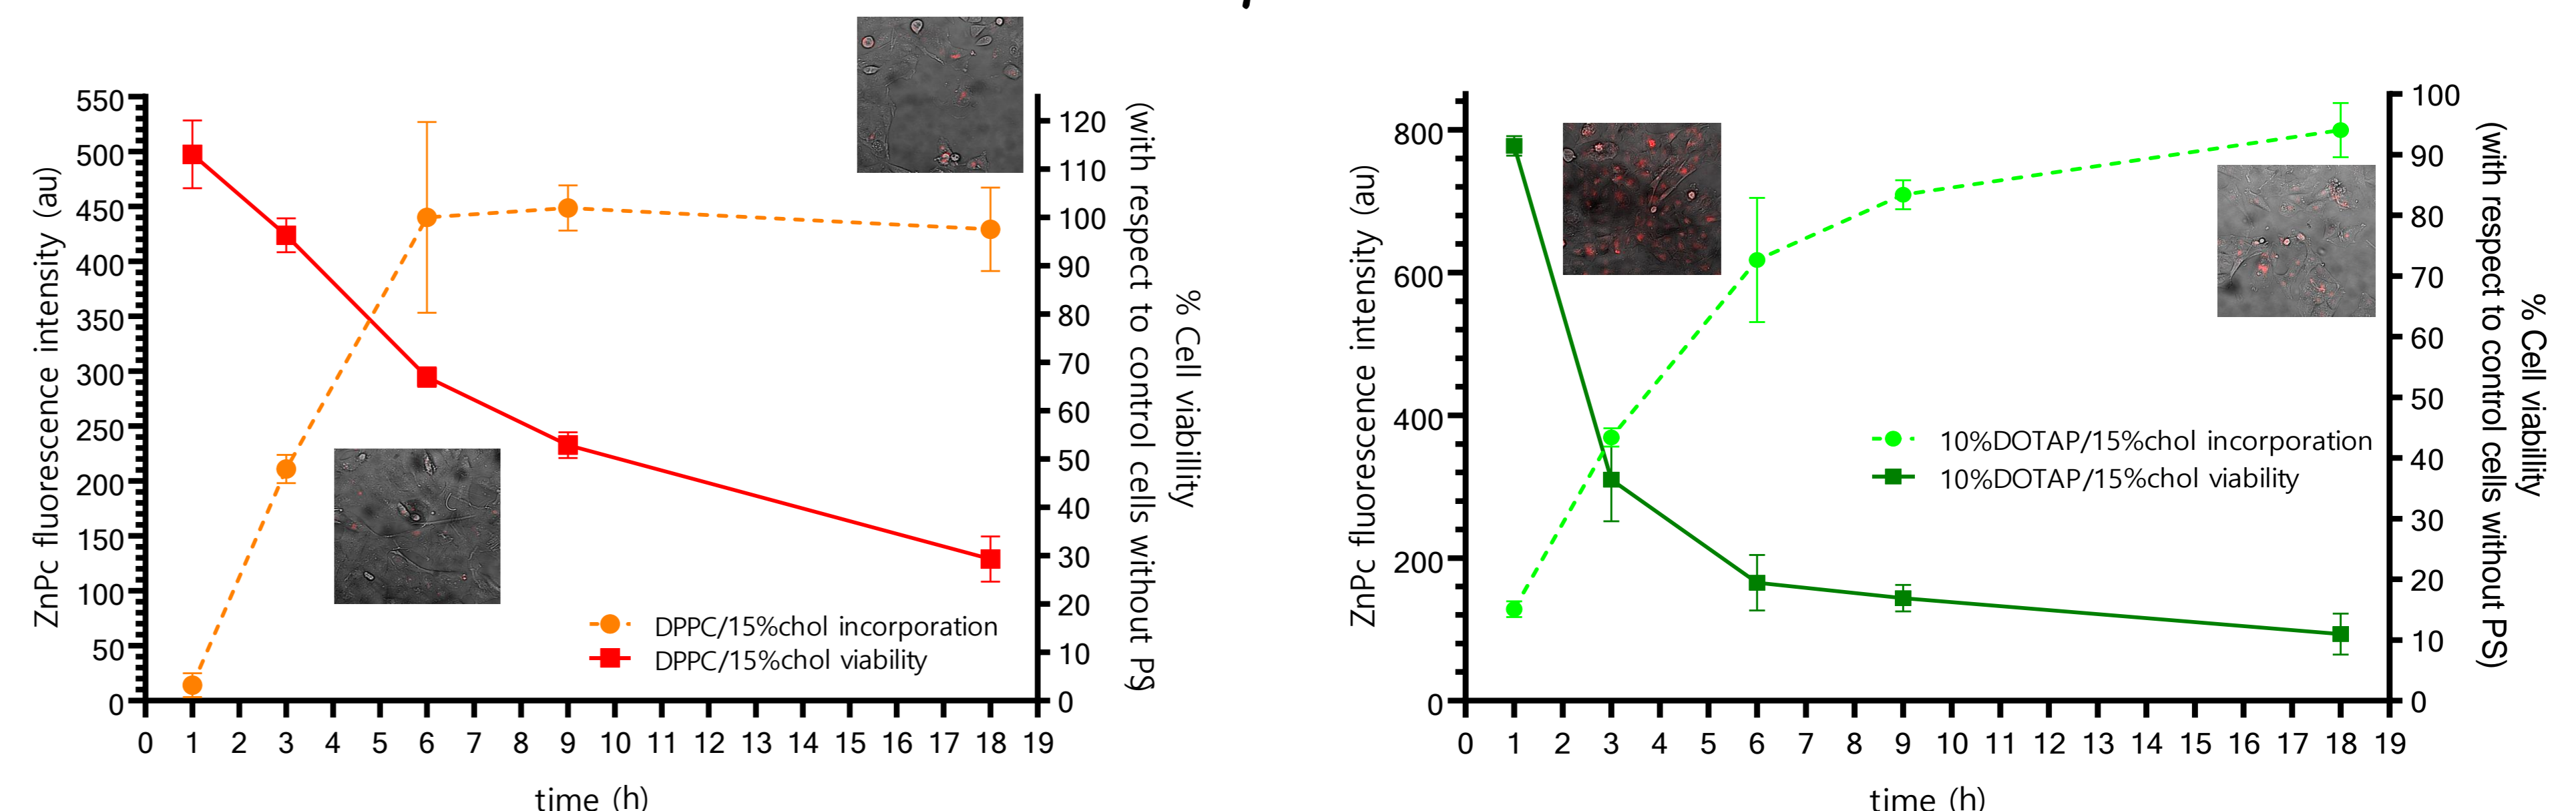 ZnPc fluorescence intensity (au)
550
500
450
400
350
300
250
200
150
100
50
0
0 1 2 3 4 5 6 7 8 9 10 11 12 13 14 15 16 17 18 19
time (h)
120
110
100
90
80
70
60
50
40
30
20
10
0
% Cell viabillity
(with respect to control cells without PS)
DPPC/15%chol incorporation
DPPC/15%chol viability
ZnPc fluorescence intensity (au)
800
600
400
200
0
0 1 2 3 4 5 6 7 8 9 10 11 12 13 14 15 16 17 18 19
time (h)
100
90
80
70
60
50
40
30
20
10
0
% Cell viabillity
(with respect to control cells without PS)
10%DOTAP/15%chol incorporation
10%DOTAP/15%chol viability